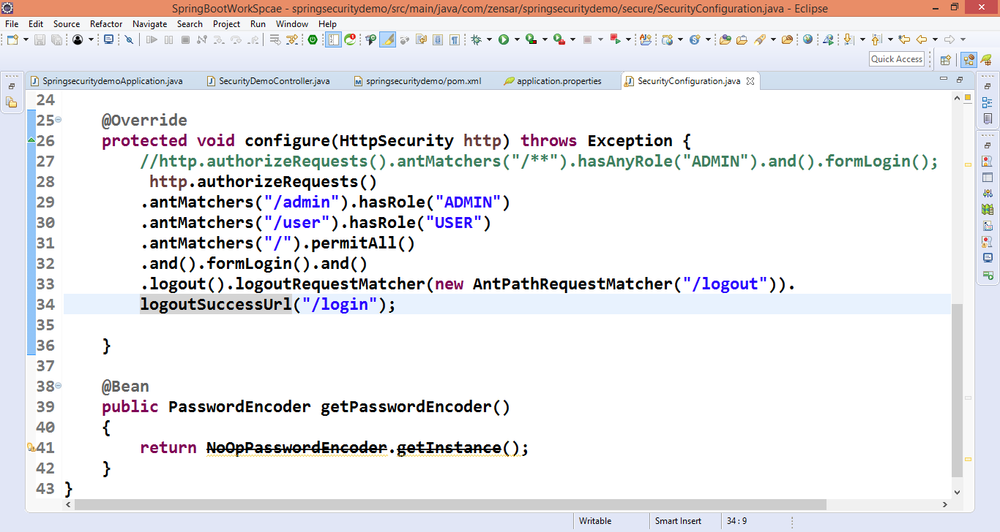 SpringBootWorkSpcae - springsecuritydemo/src/main/java/com/zensar/springsecuritydemo/secure/SecurityConfiguration.java - Eclipse
File Edit Source Refactor Navigate Search Project Run Window Help
Quick Access
SpringsecuritydemoApplication.java SecurityDemoController.java springsecuritydemo/pom.xml application.properties SecurityConfiguration.java
24
25 @Override
26 protected void configure(HttpSecurity http) throws Exception {
27 //http.authorizeRequests().antMatchers("/**").hasAnyRole("ADMIN").and().formLogin();
28 http.authorizeRequests()
29 .antMatchers("/admin").hasRole("ADMIN")
30 .antMatchers("/user").hasRole("USER")
31 .antMatchers("/").permitAll()
32 .and().formLogin().and()
33 .logout().logoutRequestMatcher(new AntPathRequestMatcher("/logout")).
34 logoutSuccessUrl("/login");
35
36 }
37
38 @Bean
39 public PasswordEncoder getPasswordEncoder()
40 {
41 return NoOpPasswordEncoder.getInstance();
42 }
43 }
Writable Smart Insert 34 : 9